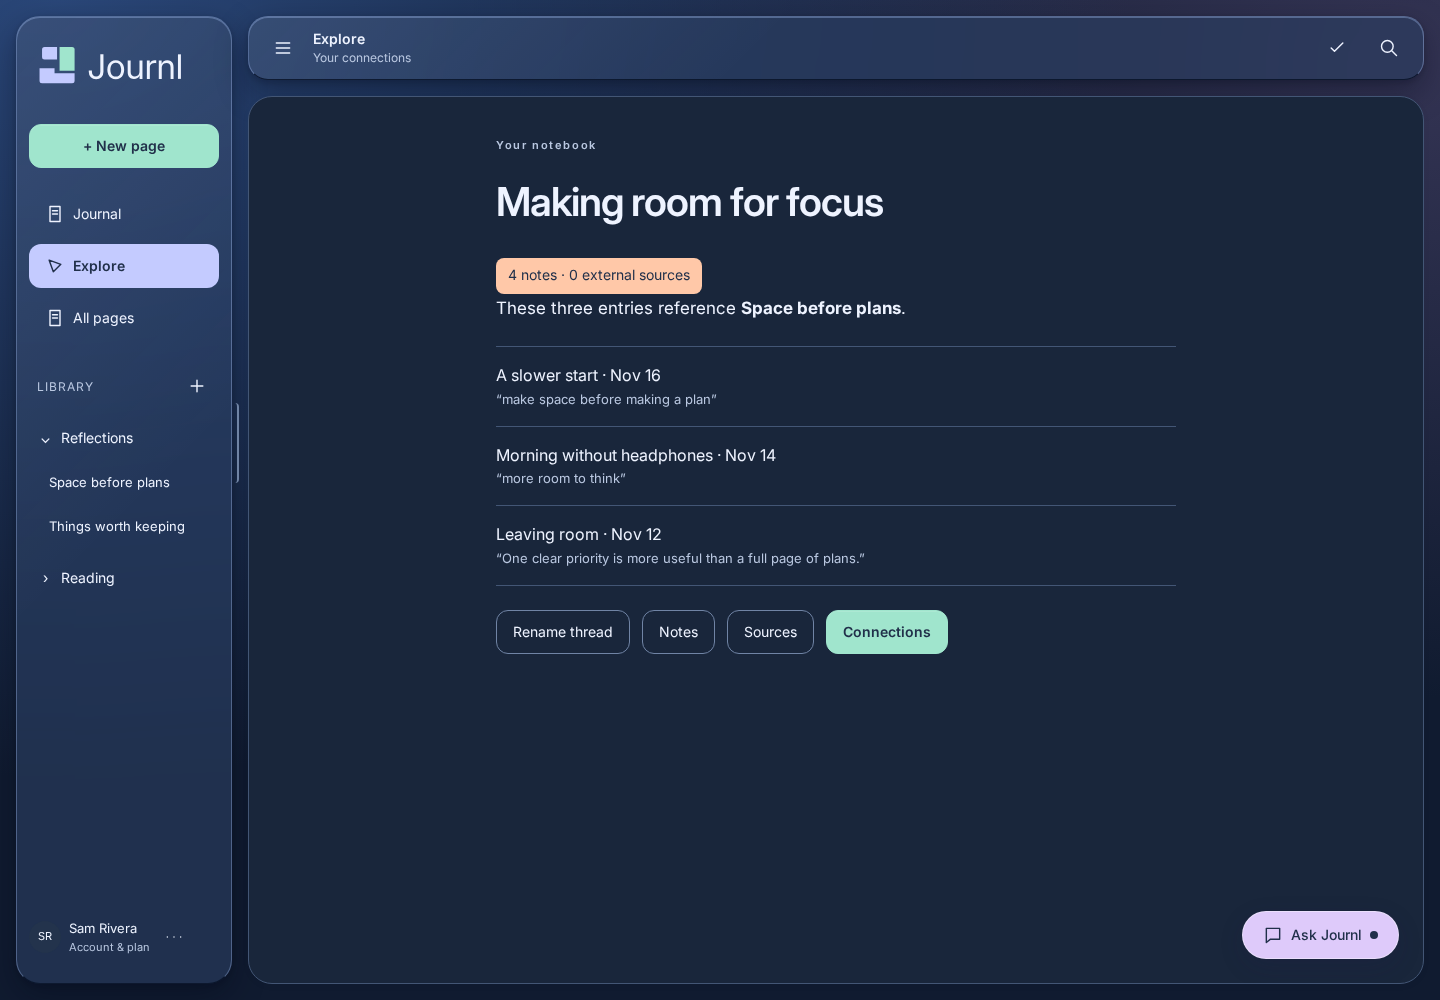 Journl
+ New page
Journal
Explore
All pages
LIBRARY
Reflections
Space before plans
Things worth keeping
Reading
SR
Sam Rivera
Account & plan
...
Explore
Your connections
Your notebook
Making room for focus
4 notes · 0 external sources
These three entries reference Space before plans.
A slower start · Nov 16
“make space before making a plan”
Morning without headphones · Nov 14
“more room to think”
Leaving room · Nov 12
“One clear priority is more useful than a full page of plans.”
Rename thread
Notes
Sources
Connections
Ask Journl